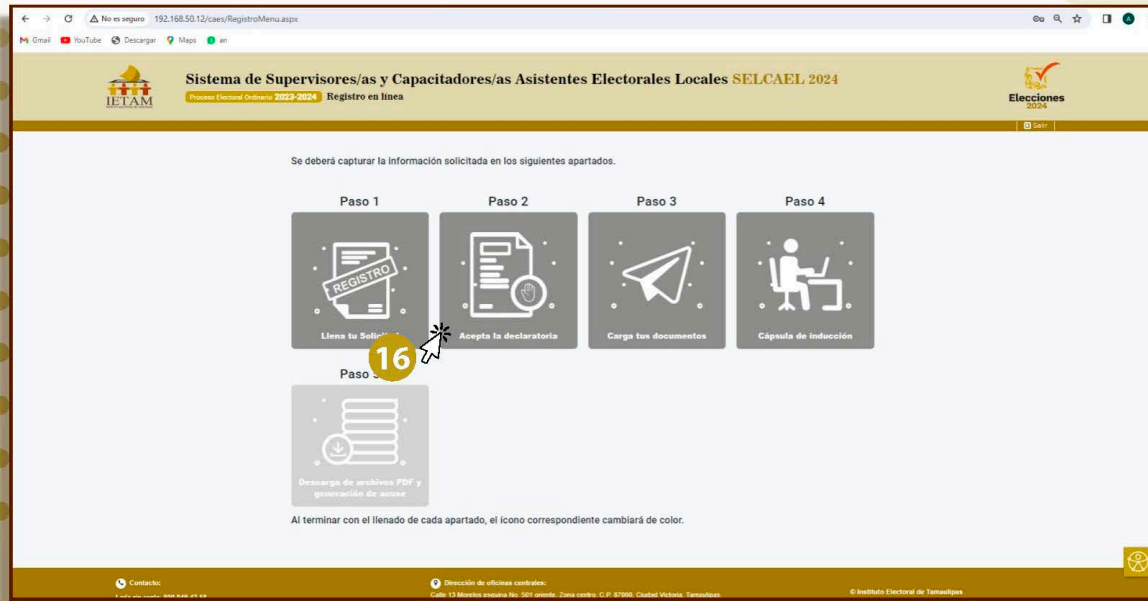 No es seguro 192.168.50.12/caes/RegistroMenu.aspx
Gmail YouTube Descargar Maps an
IETAM
Sistema de Supervisores/as y Capacitadores/as Asistentes Electorales Locales SELCAEL 2024
Proceso Electoral Ordinario 2023-2024 Registro en línea
Elecciones
2024
Salir
Se deberá capturar la información solicitada en los siguientes apartados.
Paso 1 Paso 2 Paso 3 Paso 4
REGISTRO
Llena tu Acepta la declaratoria Carga tus documentos Cápsula de inducción
16
Paso
Descarga de archivos PDF y
generación de acuse
Al terminar con el llenado de cada apartado, el ícono correspondiente cambiará de color.
Contacto: Dirección de oficinas centrales:
Calle 13 Morelos esquina No. 501 oriente. Zona centro. C.P. 87000, Ciudad Victoria, Tamaulipas
© Instituto Electoral de Tamaulipas